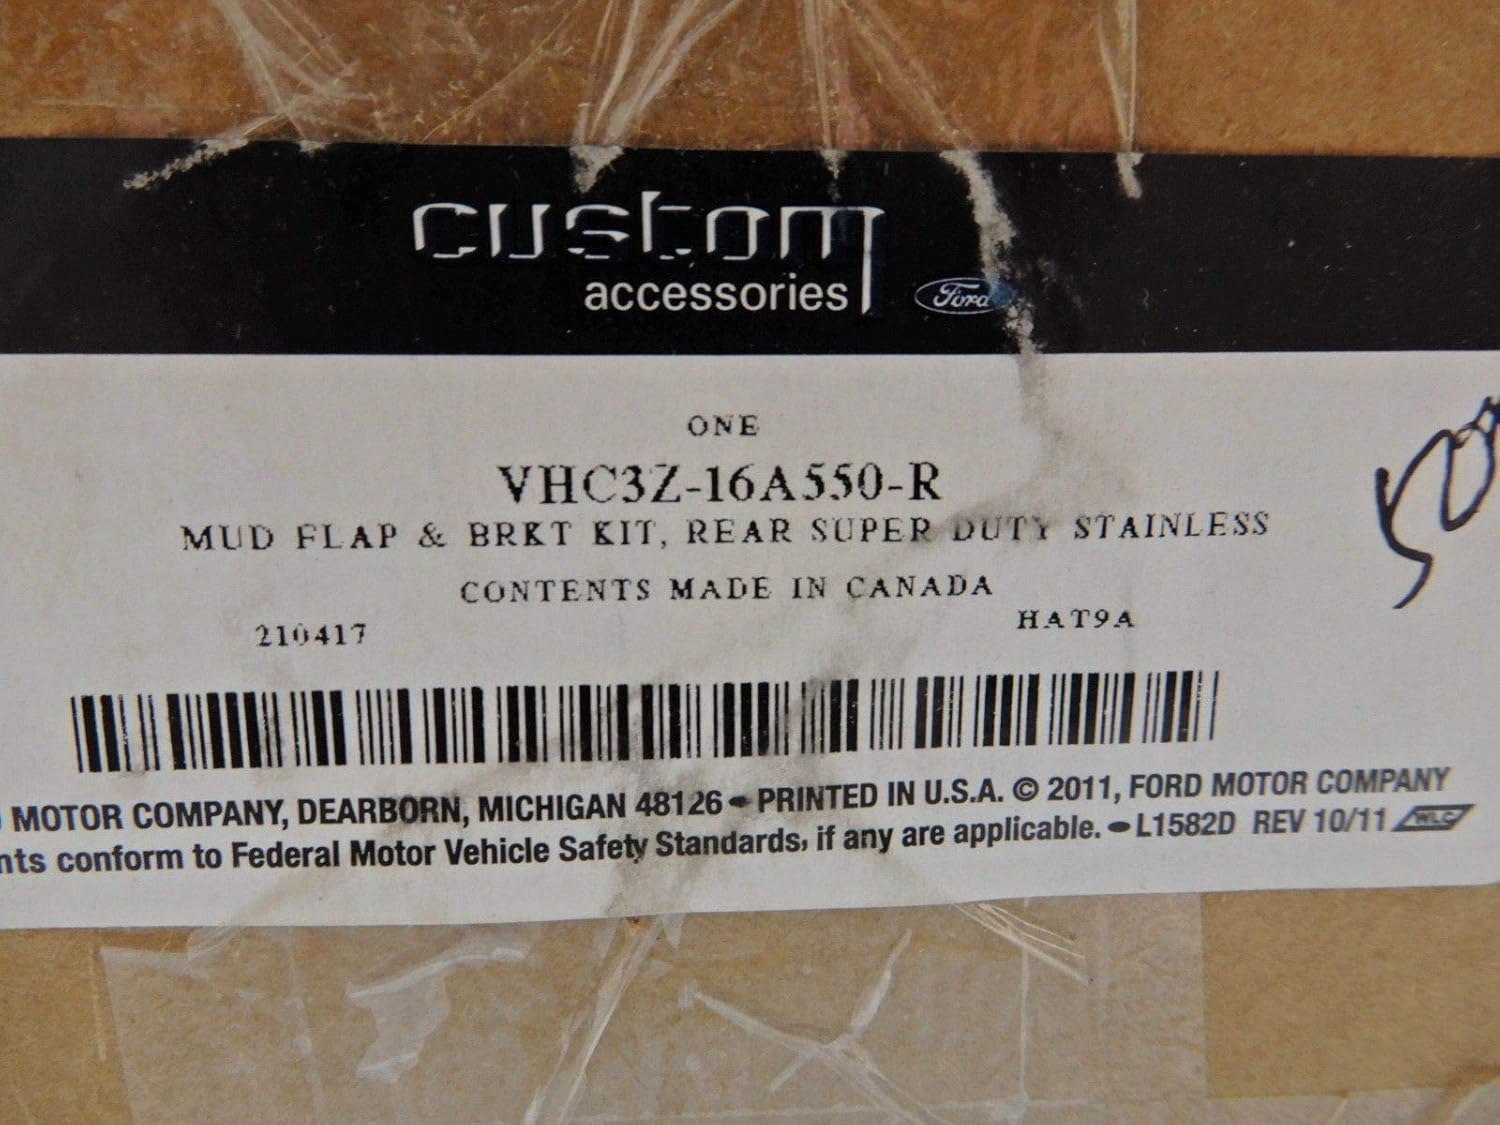 custom
accessories Ford
ONE
VHC3Z-16A550-R
MUD FLAP & BRKT KIT, REAR SUPER DUTY STAINLESS
CONTENTS MADE IN CANADA
210417 HAT9A
MOTOR COMPANY, DEARBORN, MICHIGAN 48126 • PRINTED IN U.S.A. © 2011, FORD MOTOR COMPANY
nts conform to Federal Motor Vehicle Safety Standards, if any are applicable. • L1582D REV 10/11 WLC